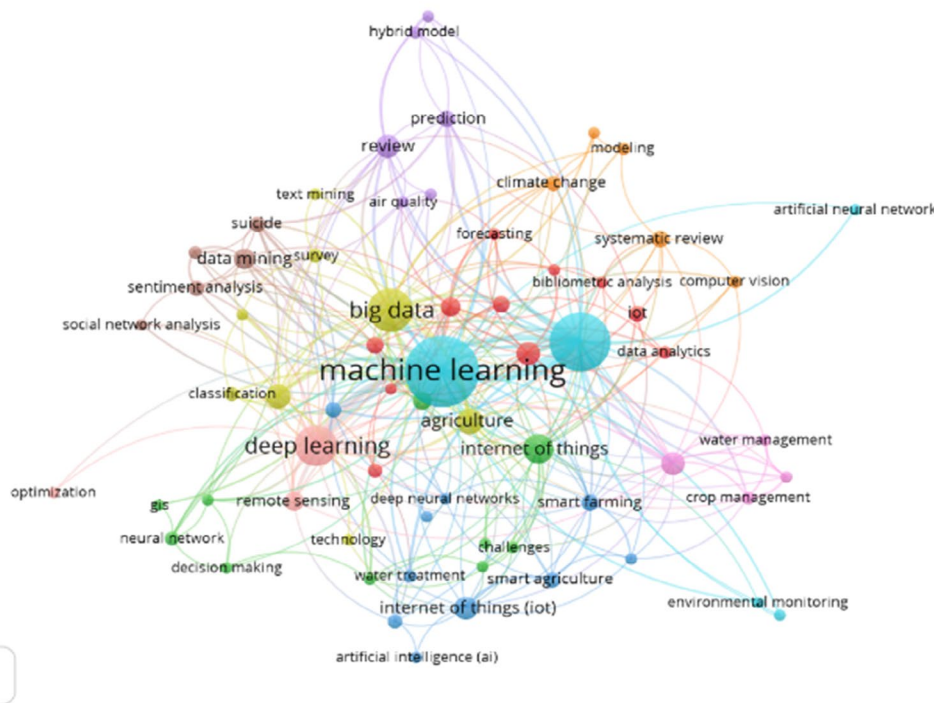 hybrid model
prediction
review
modeling
climate change
text mining
air quality
artificial neural network
suicide
forecasting
systematic review
data mining
survey
sentiment analysis
bibliometric analysis
computer vision
big data
iot
social network analysis
data analytics
machine learning
classification
agriculture
deep learning
internet of things
water management
optimization
gis
remote sensing
deep neural networks
smart farming
crop management
neural network
technology
challenges
decision making
water treatment
smart agriculture
internet of things (iot)
environmental monitoring
artificial intelligence (ai)